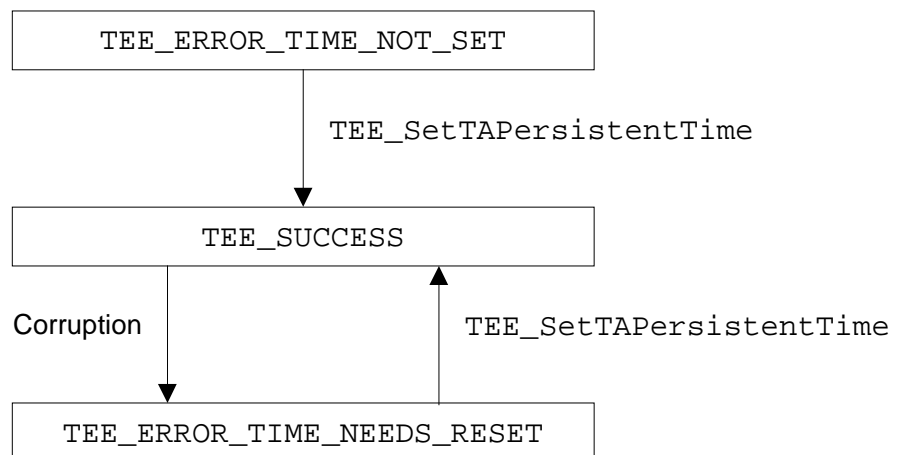 TEE_ERROR_TIME_NOT_SET
TEE_SetTAPersistentTime
TEE_SUCCESS
Corruption
TEE_SetTAPersistentTime
TEE_ERROR_TIME_NEEDS_RESET